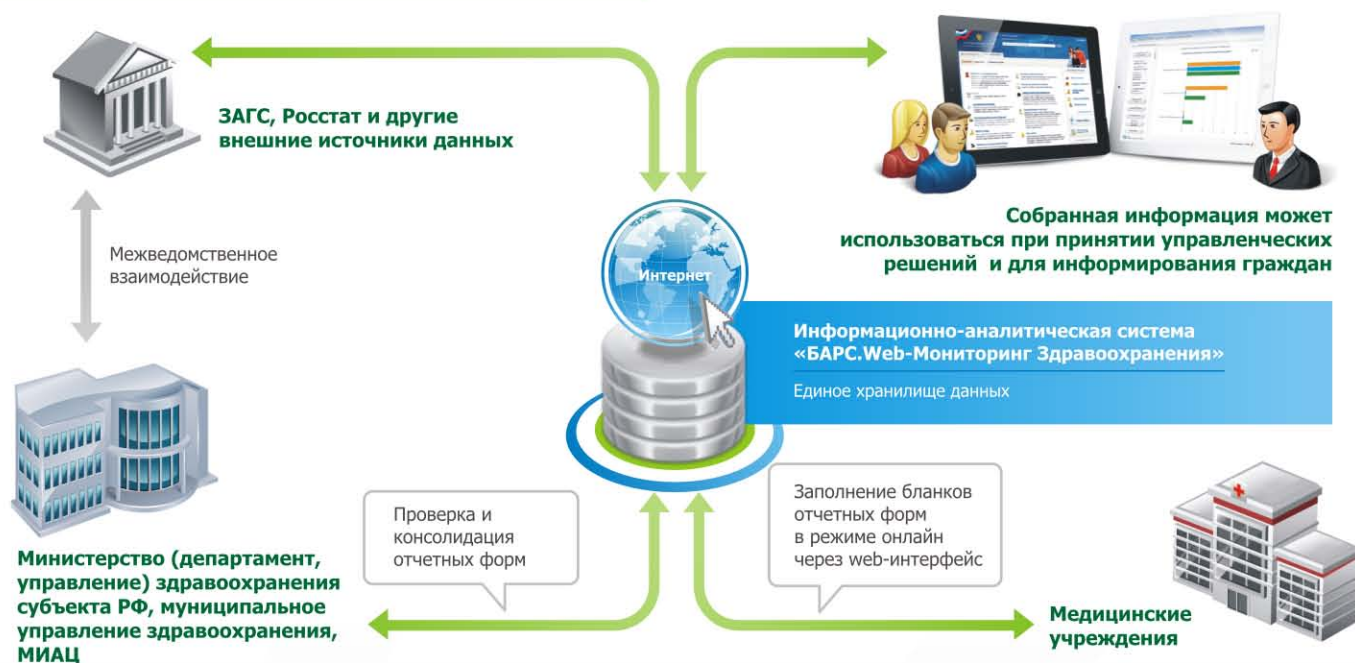 ЗАГС, Росстат и другие
внешние источники данных
Собранная информация может
использоваться при принятии управленческих
решений и для информирования граждан
Межведомственное
взаимодействие
Интернет
Информационно-аналитическая система
«БАРС.Web-Мониторинг Здравоохранения»
Единое хранилище данных
Проверка и
консолидация
отчетных форм
Заполнение бланков
отчетных форм
в режиме онлайн
через web-интерфейс
Министерство (департамент,
управление) здравоохранения
субъекта РФ, муниципальное
управление здравоохранения,
МИАЦ
Медицинские
учреждения